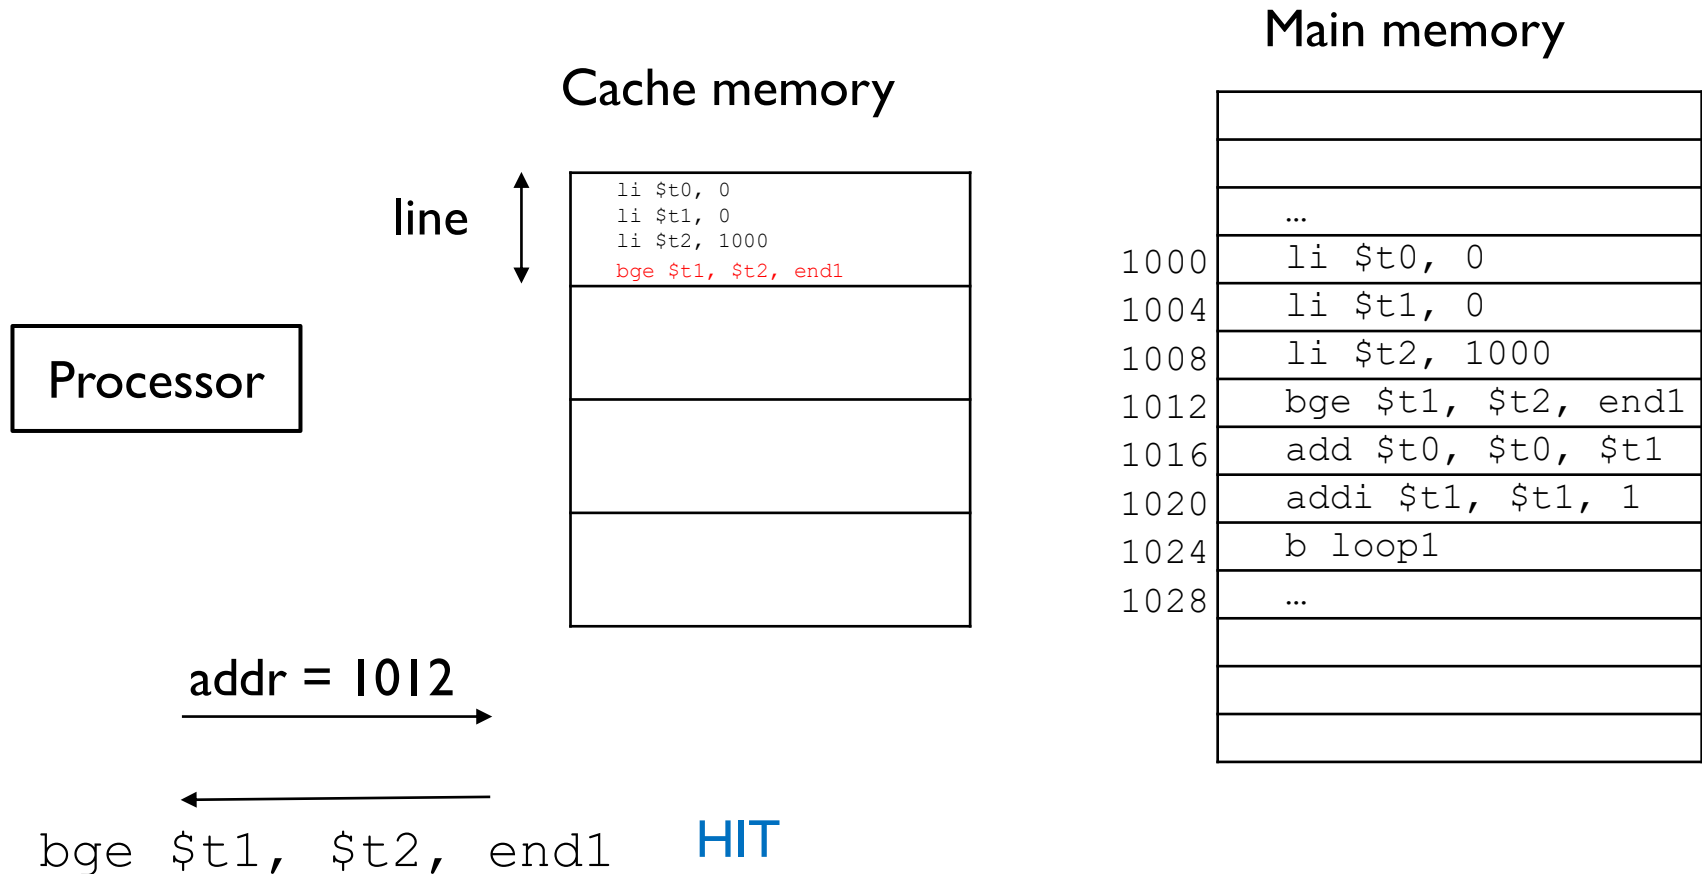 Main memory
Cache memory
line
li $t0, 0
li $t1, 0
li $t2, 1000
bge $t1, $t2, end1
Processor
…
1000 li $t0, 0
1004 li $t1, 0
1008 li $t2, 1000
1012 bge $t1, $t2, end1
1016 add $t0, $t0, $t1
1020 addi $t1, $t1, 1
1024 b loop1
1028 …
addr = 1012
bge $t1, $t2, end1
HIT